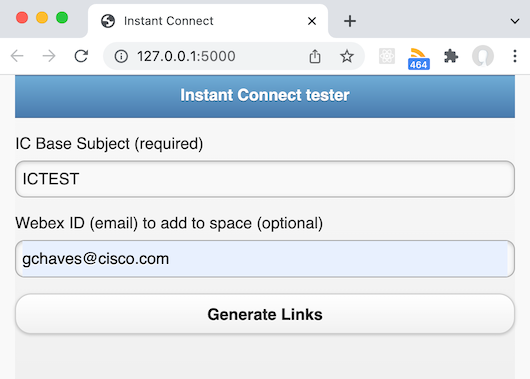 Instant Connect
127.0.0.1:5000
464
Instant Connect tester
IC Base Subject (required)
ICTEST
Webex ID (email) to add to space (optional)
gchaves@cisco.com
Generate Links